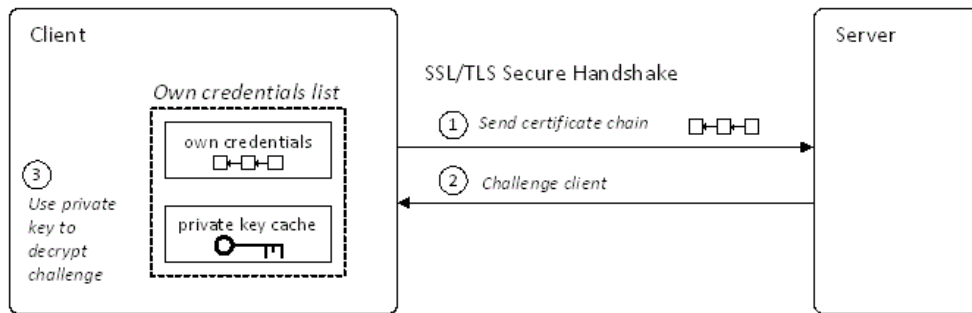 Client
Server
SSL/TLS Secure Handshake
Own credentials list
1 Send certificate chain
own credentials
2 Challenge client
3
Use private
key to
decrypt
challenge
private key cache